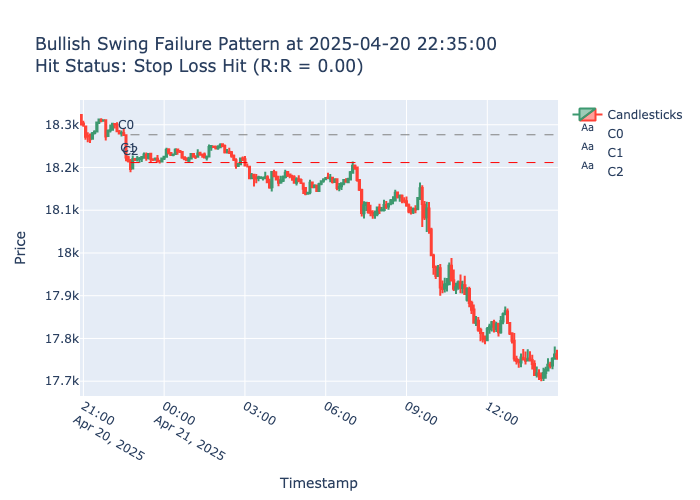 Bullish Swing Failure Pattern at 2025-04-20 22:35:00
Hit Status: Stop Loss Hit (R:R = 0.00)
Candlesticks
Aa C0
Aa C1
Aa C2
C0
C1
C2
Price
18.3k
18.2k
18.1k
18k
17.9k
17.8k
17.7k
21:00
Apr 20, 2025
00:00
Apr 21, 2025
03:00
06:00
09:00
12:00
Timestamp